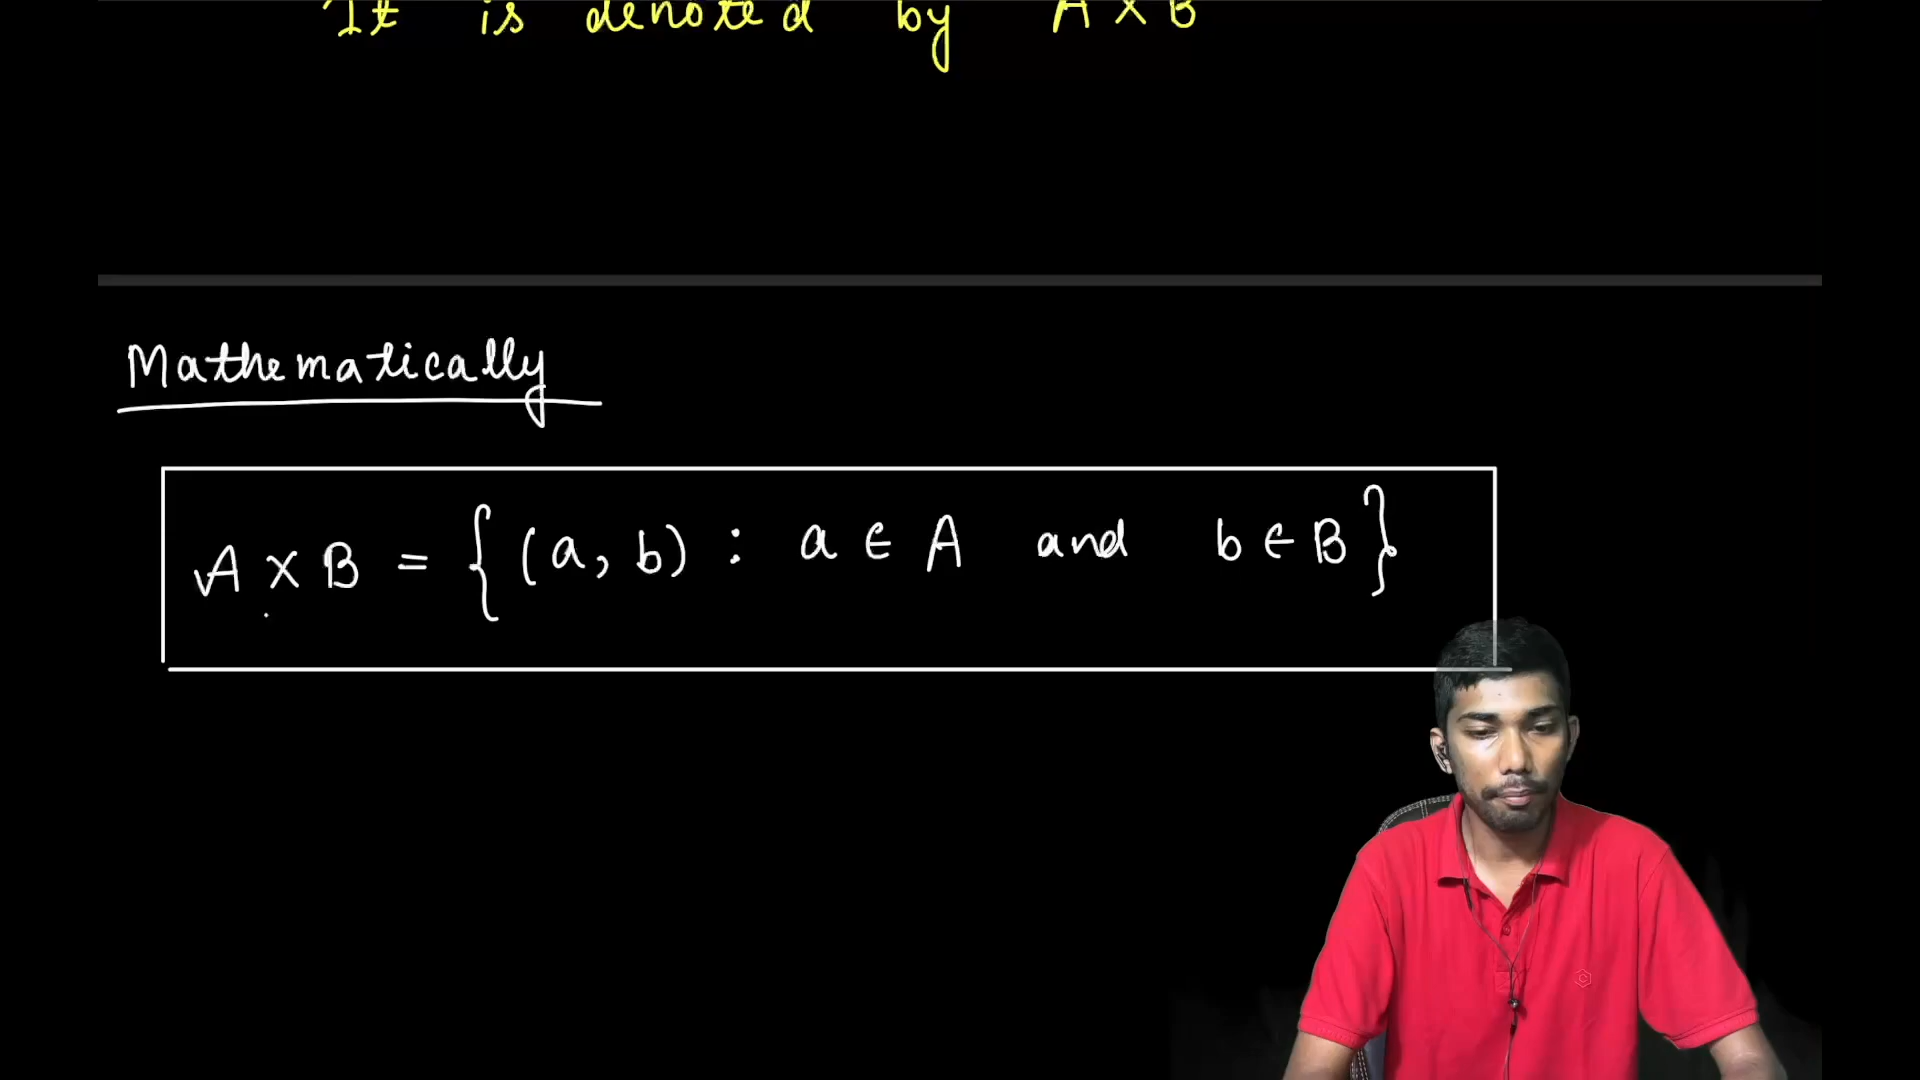 It is denoted by A × B
Mathematically
A × B = { (a, b) : a ∈ A and b ∈ B }